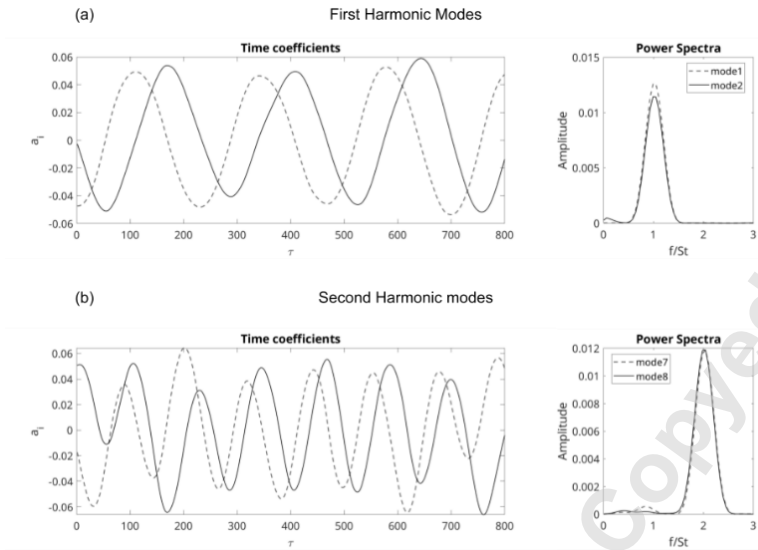 (a) First Harmonic Modes
Time coefficients
0.06
0.04
0.02
0
-0.02
-0.04
-0.06
a_i
0 100 200 300 400 500 600 700 800
τ
Power Spectra
0.015
0.01
0.005
0
Amplitude
mode1
mode2
0 1 2 3
f/St
(b) Second Harmonic modes
Time coefficients
0.06
0.04
0.02
0
-0.02
-0.04
-0.06
a_i
0 100 200 300 400 500 600 700 800
τ
Power Spectra
0.012
0.01
0.008
0.006
0.004
0.002
0
Amplitude
mode7
mode8
0 1 2 3
f/St
Copyed